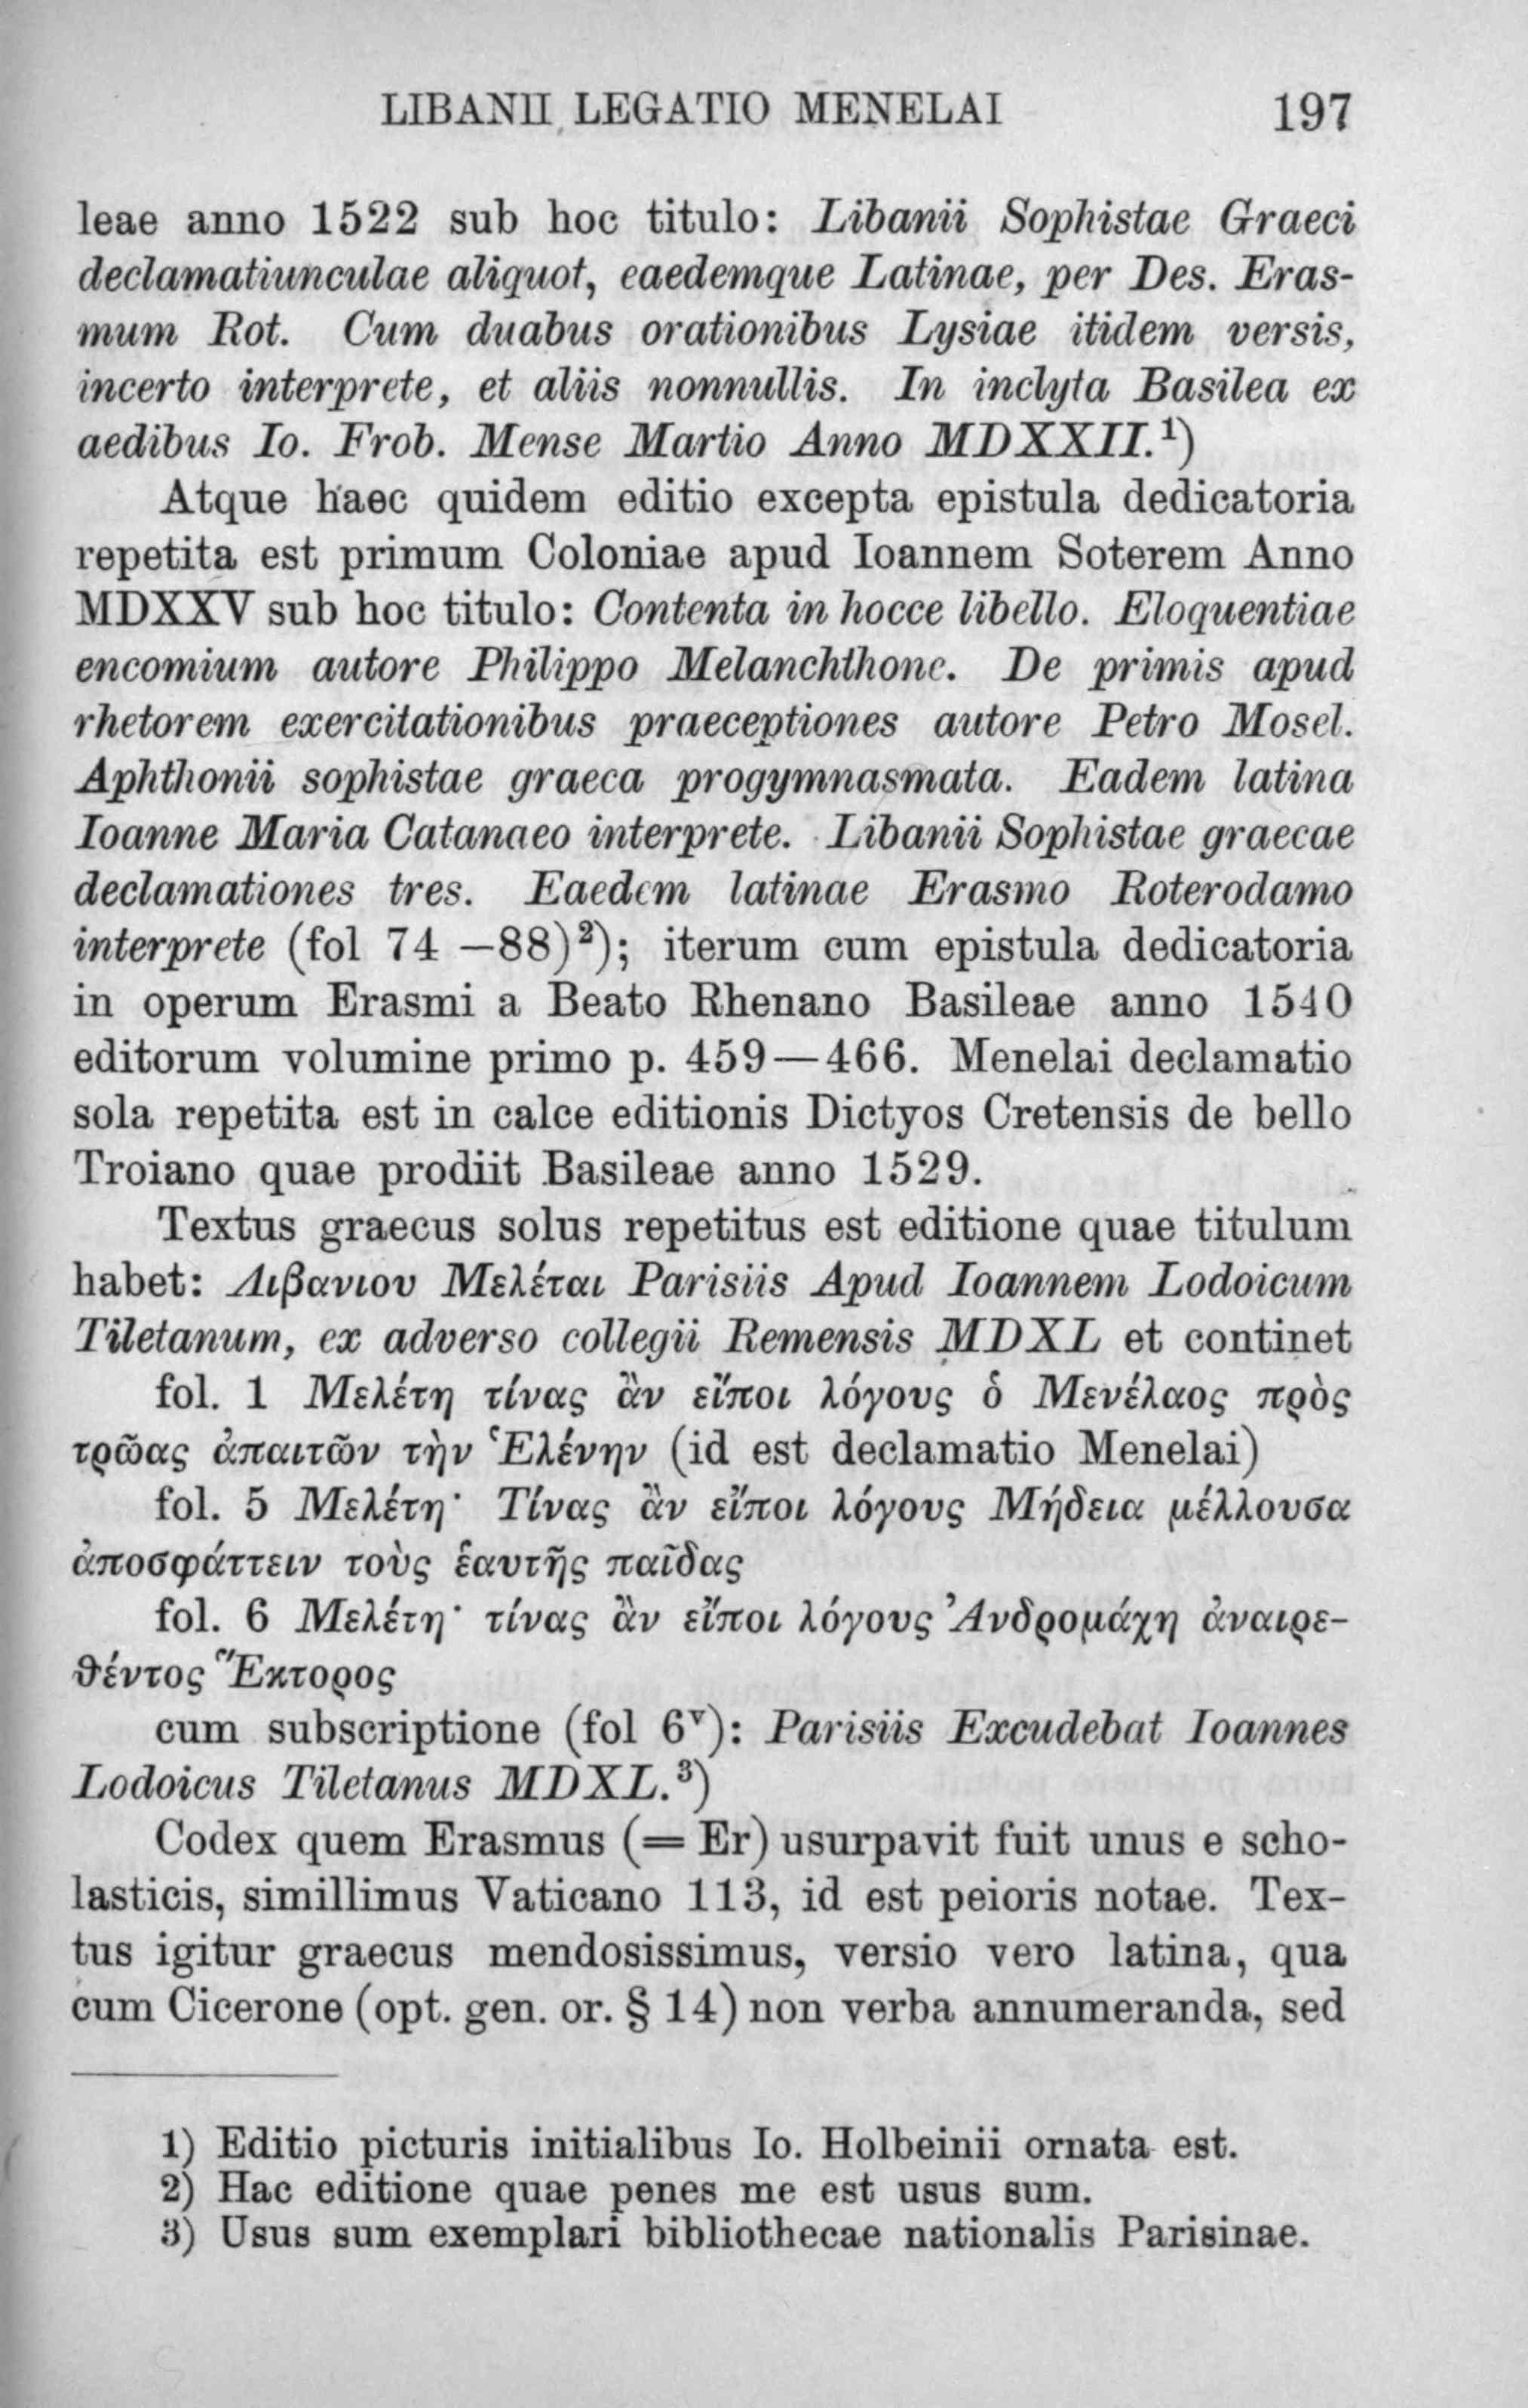 LIBANII LEGATIO MENELAI 197
leae anno 1522 sub hoc titulo: Libanii Sophistae Graeci
declamatiunculae aliquot, eaedemque Latinae, per Des. Eras-
mum Rot. Cum duabus orationibus Lysiae itidem versis,
incerto interprete, et aliis nonnullis. In inclyta Basilea ex
aedibus Io. Frob. Mense Martio Anno MDXXII.¹)
Atque haec quidem editio excepta epistula dedicatoria
repetita est primum Coloniae apud Ioannem Soterem Anno
MDXXV sub hoc titulo: Contenta in hocce libello. Eloquentiae
encomium autore Philippo Melanchthone. De primis apud
rhetorem exercitationibus praeceptiones autore Petro Mosel.
Aphthonii sophistae graeca progymnasmata. Eadem latina
Ioanne Maria Catanaeo interprete. Libanii Sophistae graecae
declamationes tres. Eaedem latinae Erasmo Roterodamo
interprete (fol 74 —88)²); iterum cum epistula dedicatoria
in operum Erasmi a Beato Rhenano Basileae anno 1540
editorum volumine primo p. 459—466. Menelai declamatio
sola repetita est in calce editionis Dictyos Cretensis de bello
Troiano quae prodiit Basileae anno 1529.
Textus graecus solus repetitus est editione quae titulum
habet: Λιβανιου Μελέται Parisiis Apud Ioannem Lodoicum
Tiletanum, ex adverso collegii Remensis MDXL et continet
fol. 1 Μελέτη τίνας ἂν εἴποι λόγους ὁ Μενέλαος πρὸς
τρῶας ἀπαιτῶν τὴν Ἑλένην (id est declamatio Menelai)
fol. 5 Μελέτη· Τίνας ἂν εἴποι λόγους Μήδεια μέλλουσα
ἀποσφάττειν τοὺς ἑαυτῆς παῖδας
fol. 6 Μελέτη· τίνας ἂν εἴποι λόγους Ἀνδρομάχη ἀναιρε-
θέντος Ἕκτορος
cum subscriptione (fol 6ᵛ): Parisiis Excudebat Ioannes
Lodoicus Tiletanus MDXL.³)
Codex quem Erasmus (= Er) usurpavit fuit unus e scho-
lasticis, simillimus Vaticano 113, id est peioris notae. Tex-
tus igitur graecus mendosissimus, versio vero latina, qua
cum Cicerone (opt. gen. or. § 14) non verba annumeranda, sed
1) Editio picturis initialibus Io. Holbeinii ornata est.
2) Hac editione quae penes me est usus sum.
3) Usus sum exemplari bibliothecae nationalis Parisinae.